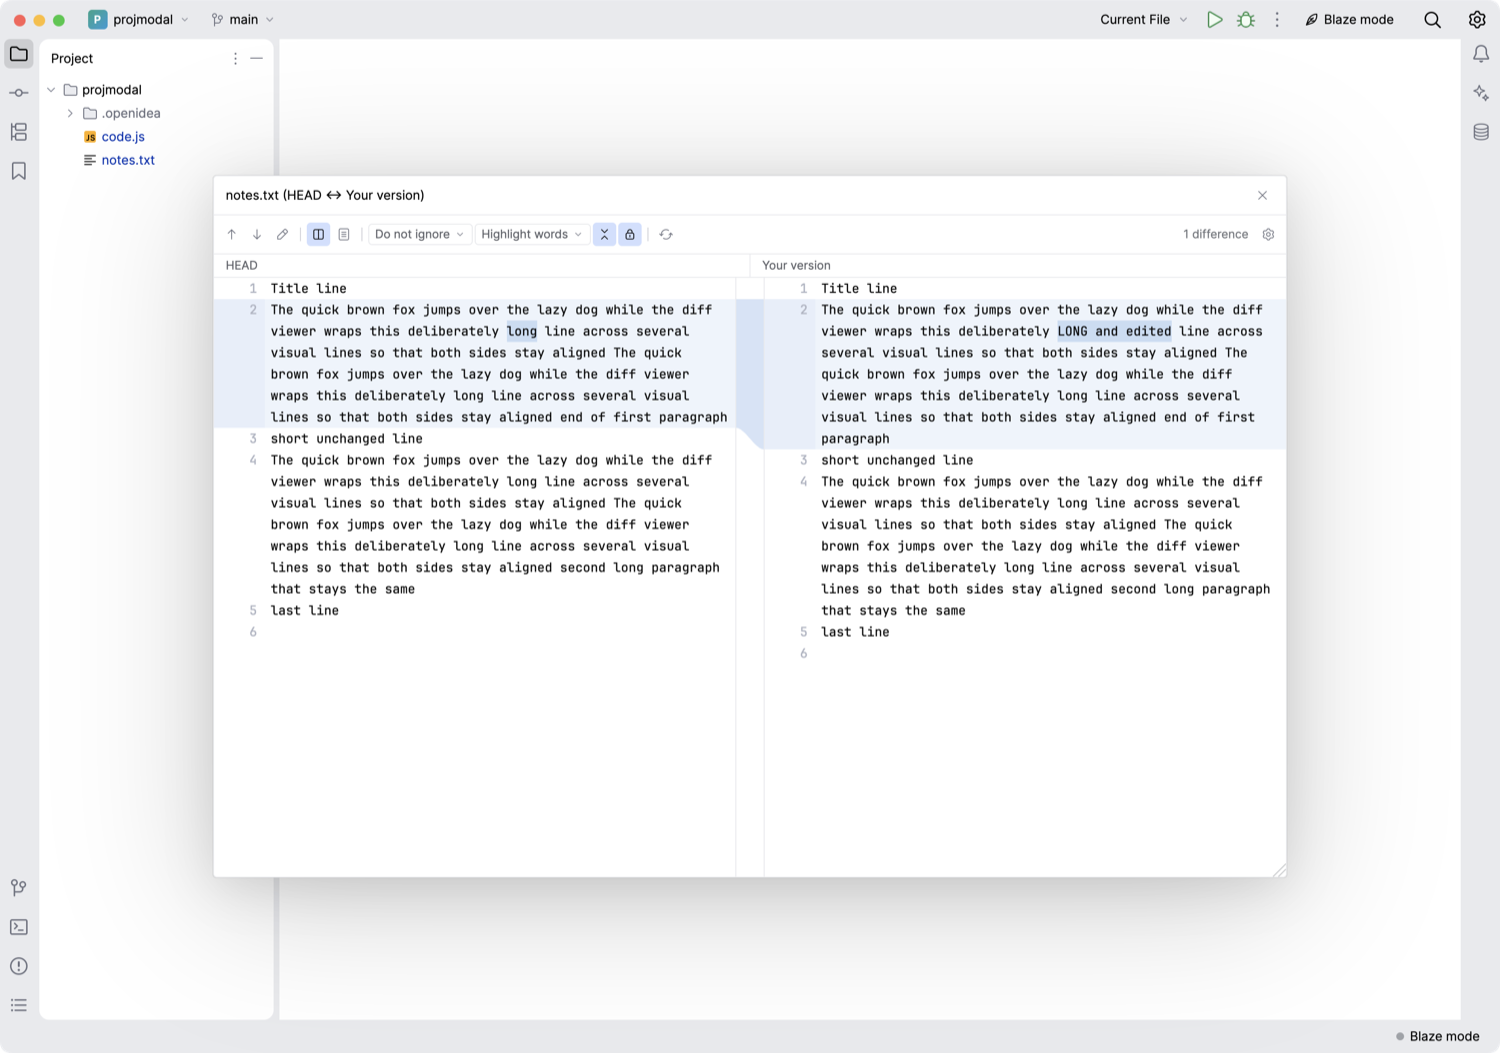 P projmodal
main
Current File
Blaze mode
Project
projmodal
.openidea
JS code.js
notes.txt
notes.txt (HEAD ↔ Your version)
Do not ignore
Highlight words
1 difference
HEAD
1 Title line
2 The quick brown fox jumps over the lazy dog while the diff
viewer wraps this deliberately long line across several
visual lines so that both sides stay aligned The quick
brown fox jumps over the lazy dog while the diff viewer
wraps this deliberately long line across several visual
lines so that both sides stay aligned end of first paragraph
3 short unchanged line
4 The quick brown fox jumps over the lazy dog while the diff
viewer wraps this deliberately long line across several
visual lines so that both sides stay aligned The quick
brown fox jumps over the lazy dog while the diff viewer
wraps this deliberately long line across several visual
lines so that both sides stay aligned second long paragraph
that stays the same
5 last line
6
Your version
1 Title line
2 The quick brown fox jumps over the lazy dog while the diff
viewer wraps this deliberately LONG and edited line across
several visual lines so that both sides stay aligned The
quick brown fox jumps over the lazy dog while the diff
viewer wraps this deliberately long line across several
visual lines so that both sides stay aligned end of first
paragraph
3 short unchanged line
4 The quick brown fox jumps over the lazy dog while the diff
viewer wraps this deliberately long line across several
visual lines so that both sides stay aligned The quick
brown fox jumps over the lazy dog while the diff viewer
wraps this deliberately long line across several visual
lines so that both sides stay aligned second long paragraph
that stays the same
5 last line
6
Blaze mode